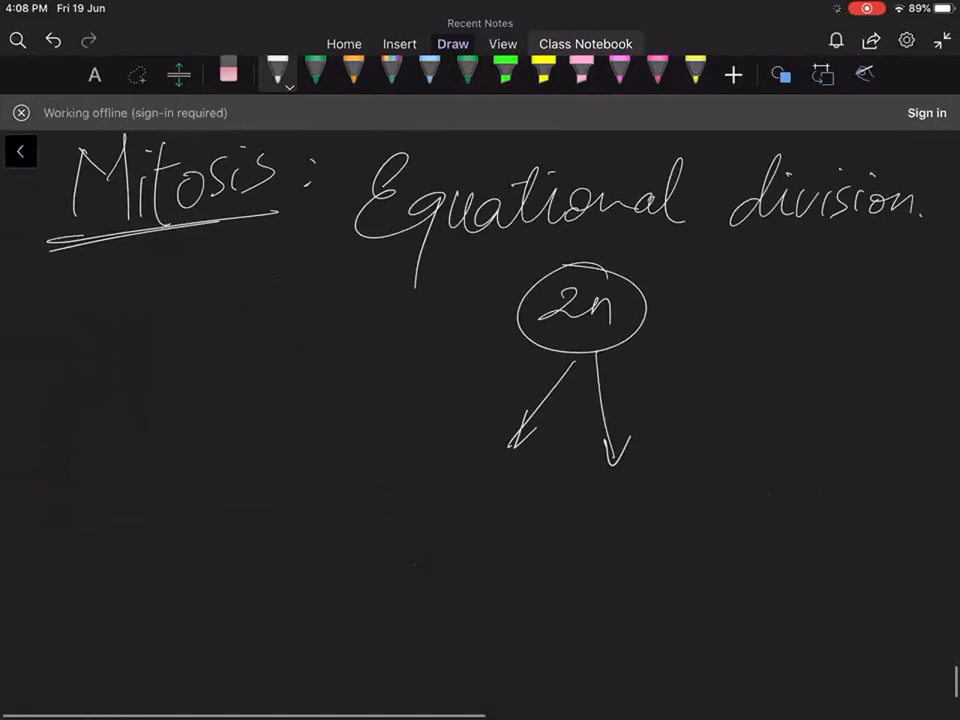 4:08 PM Fri 19 Jun 89%
Recent Notes
Home Insert Draw View Class Notebook
A
Working offline (sign-in required) Sign in
Mitosis : Equational division.
2n